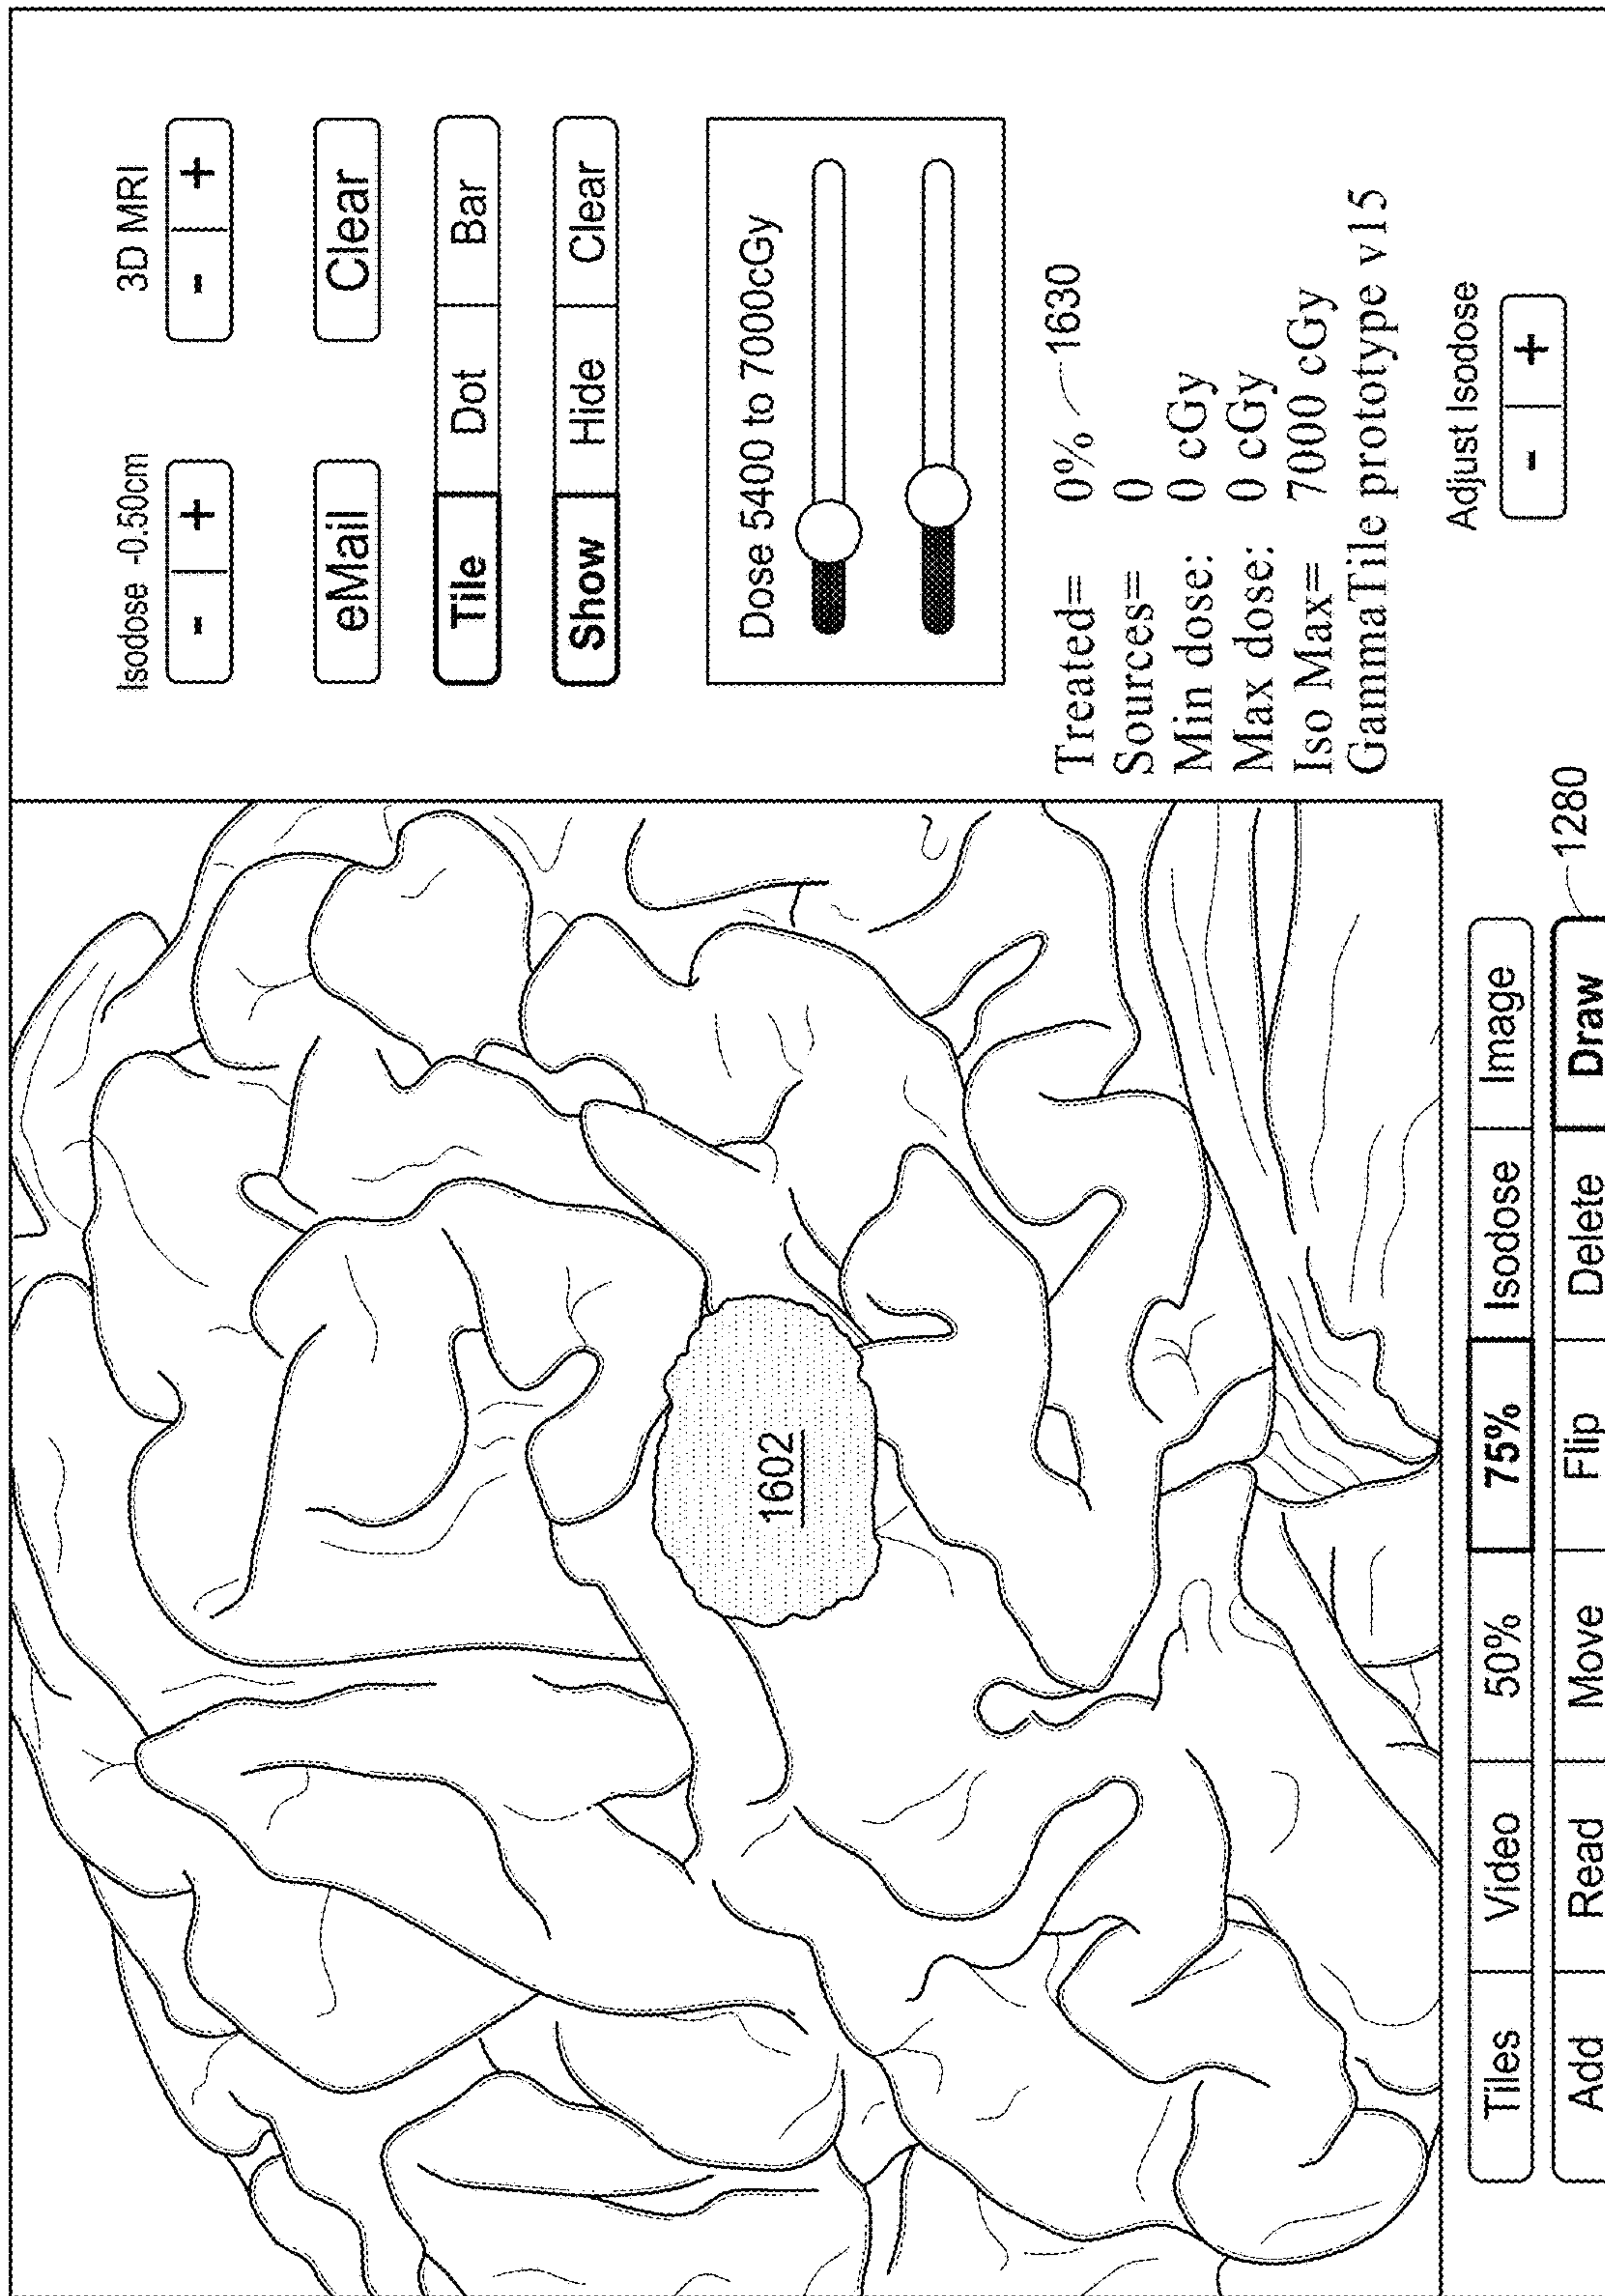 Isodose -0.50cm
3D MRI
- +
- +
eMail
Clear
Tile Dot Bar
Show Hide Clear
Dose 5400 to 7000cGy
Treated= 0% 1630
Sources= 0
Min dose: 0 cGy
Max dose: 0 cGy
Iso Max= 7000 cGy
GammaTile prototype v15
Adjust Isodose
- +
1602
Tiles Video 50% 75% Isodose Image
Add Read Move Flip Delete Draw
1280